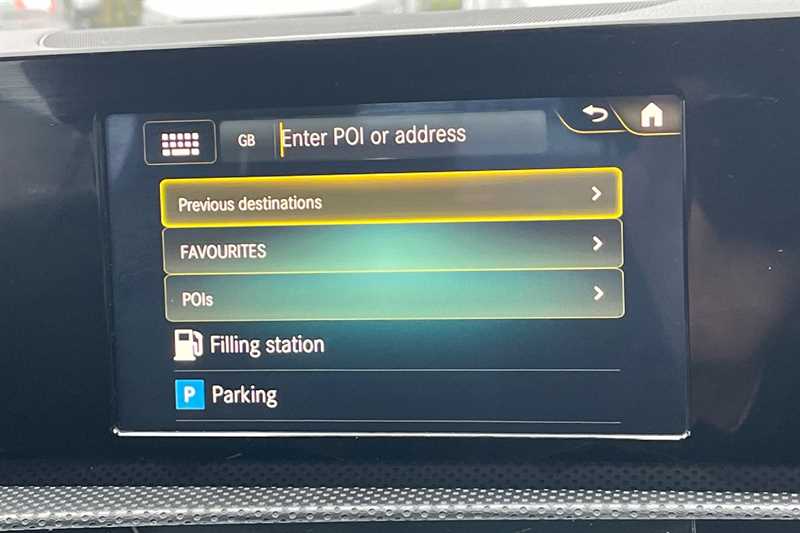 GB Enter POI or address
Previous destinations
FAVOURITES
POIs
Filling station
P Parking